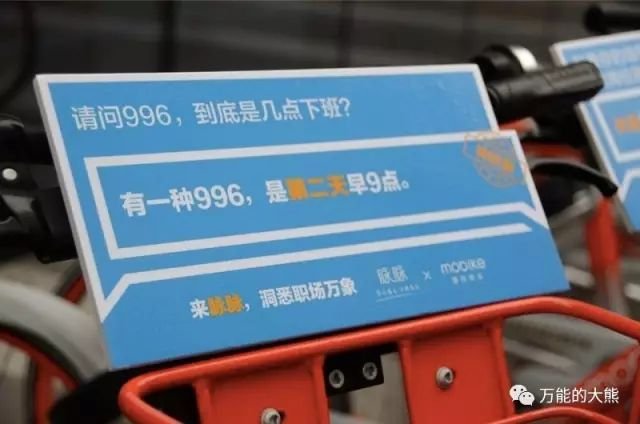 请问996，到底是几点下班？
有一种996，是第二天早9点。
来脉脉，洞悉职场万象
脉脉 × mobike
万能的大熊